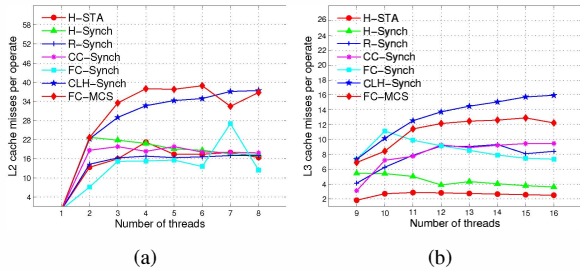 H-STA
H-Synch
R-Synch
CC-Synch
FC-Synch
CLH-Synch
FC-MCS
58
52
46
40
34
28
22
16
10
4
L2 cache misses per operate
1 2 3 4 5 6 7 8
Number of threads
(a)
H-STA
H-Synch
R-Synch
CC-Synch
FC-Synch
CLH-Synch
FC-MCS
26
24
22
20
18
16
14
12
10
8
6
4
2
L3 cache misses per operate
9 10 11 12 13 14 15 16
Number of threads
(b)